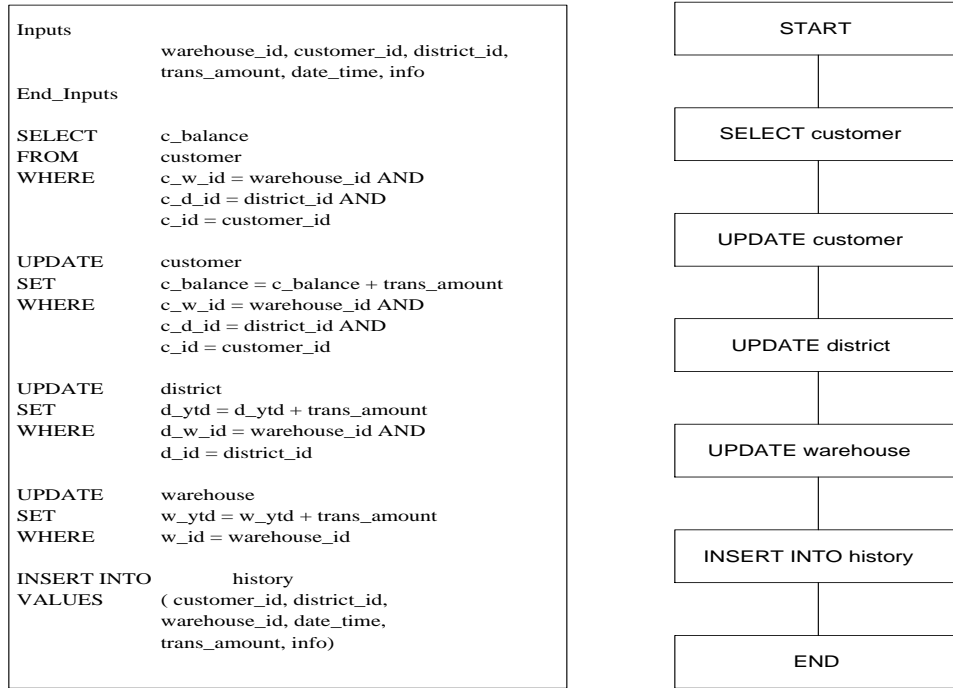 Inputs
warehouse_id, customer_id, district_id,
trans_amount, date_time, info
End_Inputs
SELECT c_balance
FROM customer
WHERE c_w_id = warehouse_id AND
c_d_id = district_id AND
c_id = customer_id
UPDATE customer
SET c_balance = c_balance + trans_amount
WHERE c_w_id = warehouse_id AND
c_d_id = district_id AND
c_id = customer_id
UPDATE district
SET d_ytd = d_ytd + trans_amount
WHERE d_w_id = warehouse_id AND
d_id = district_id
UPDATE warehouse
SET w_ytd = w_ytd + trans_amount
WHERE w_id = warehouse_id
INSERT INTO history
VALUES ( customer_id, district_id,
warehouse_id, date_time,
trans_amount, info)
START
SELECT customer
UPDATE customer
UPDATE district
UPDATE warehouse
INSERT INTO history
END